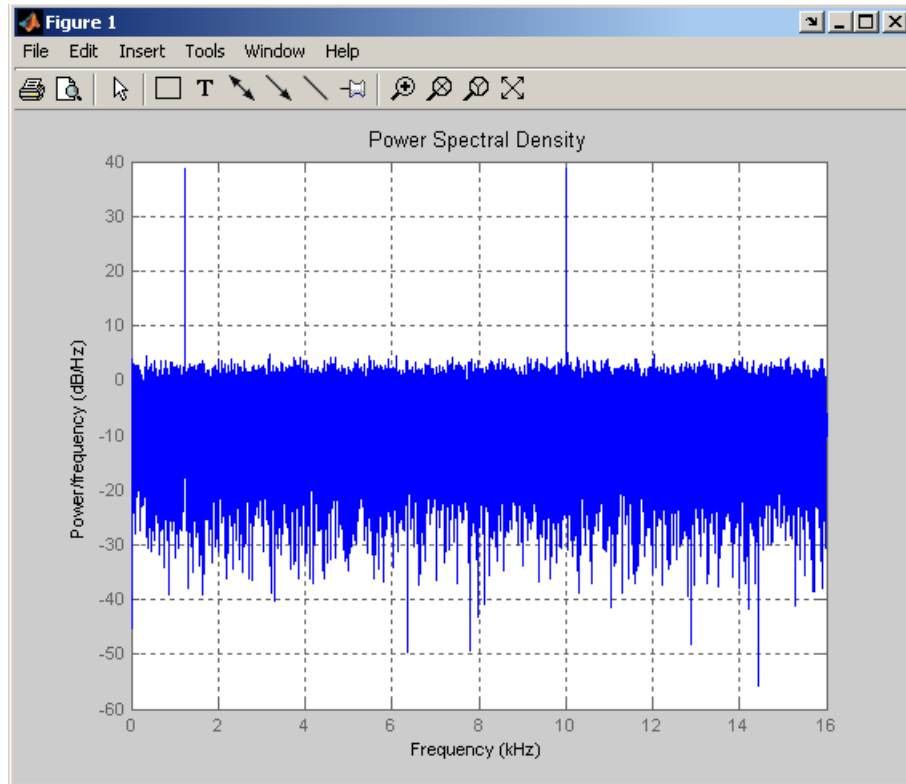 Figure 1
File Edit Insert Tools Window Help
T
Power Spectral Density
40
30
20
10
0
-10
-20
-30
-40
-50
-60
Power/frequency (dB/Hz)
0 2 4 6 8 10 12 14 16
Frequency (kHz)